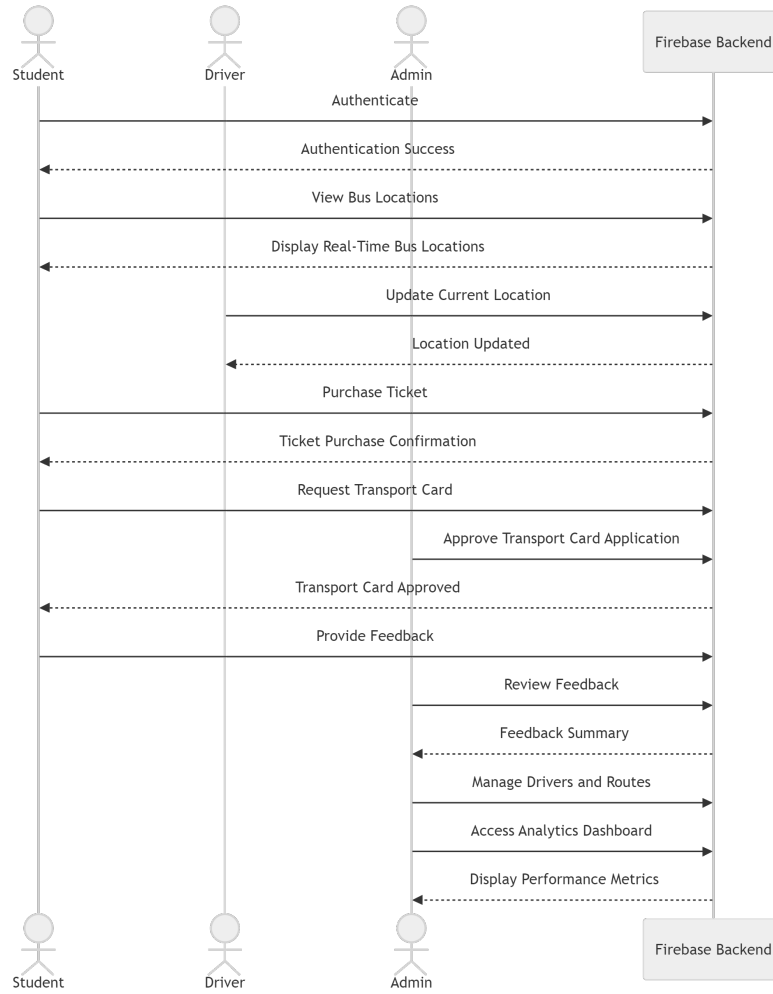 Student
Driver
Admin
Firebase Backend
Authenticate
Authentication Success
View Bus Locations
Display Real-Time Bus Locations
Update Current Location
Location Updated
Purchase Ticket
Ticket Purchase Confirmation
Request Transport Card
Approve Transport Card Application
Transport Card Approved
Provide Feedback
Review Feedback
Feedback Summary
Manage Drivers and Routes
Access Analytics Dashboard
Display Performance Metrics
Student
Driver
Admin
Firebase Backend